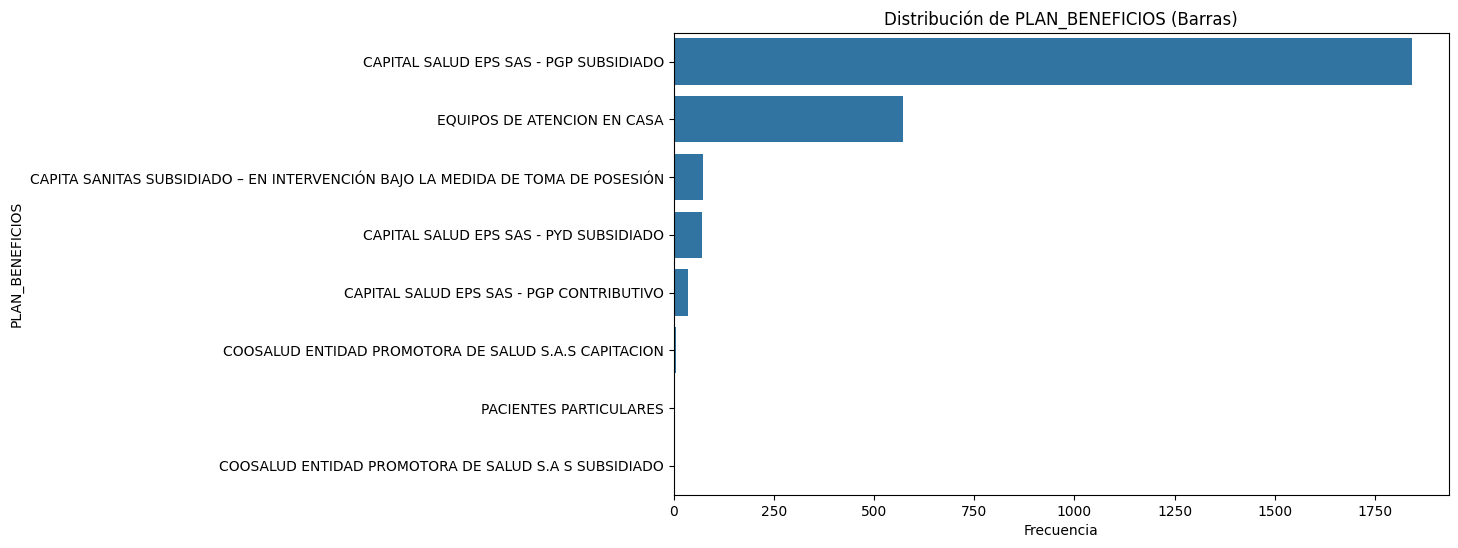 Distribución de PLAN_BENEFICIOS (Barras)
CAPITAL SALUD EPS SAS - PGP SUBSIDIADO
EQUIPOS DE ATENCION EN CASA
CAPITA SANITAS SUBSIDIADO – EN INTERVENCIÓN BAJO LA MEDIDA DE TOMA DE POSESIÓN
CAPITAL SALUD EPS SAS - PYD SUBSIDIADO
CAPITAL SALUD EPS SAS - PGP CONTRIBUTIVO
COOSALUD ENTIDAD PROMOTORA DE SALUD S.A.S CAPITACION
PACIENTES PARTICULARES
COOSALUD ENTIDAD PROMOTORA DE SALUD S.A S SUBSIDIADO
PLAN_BENEFICIOS
0 250 500 750 1000 1250 1500 1750
Frecuencia